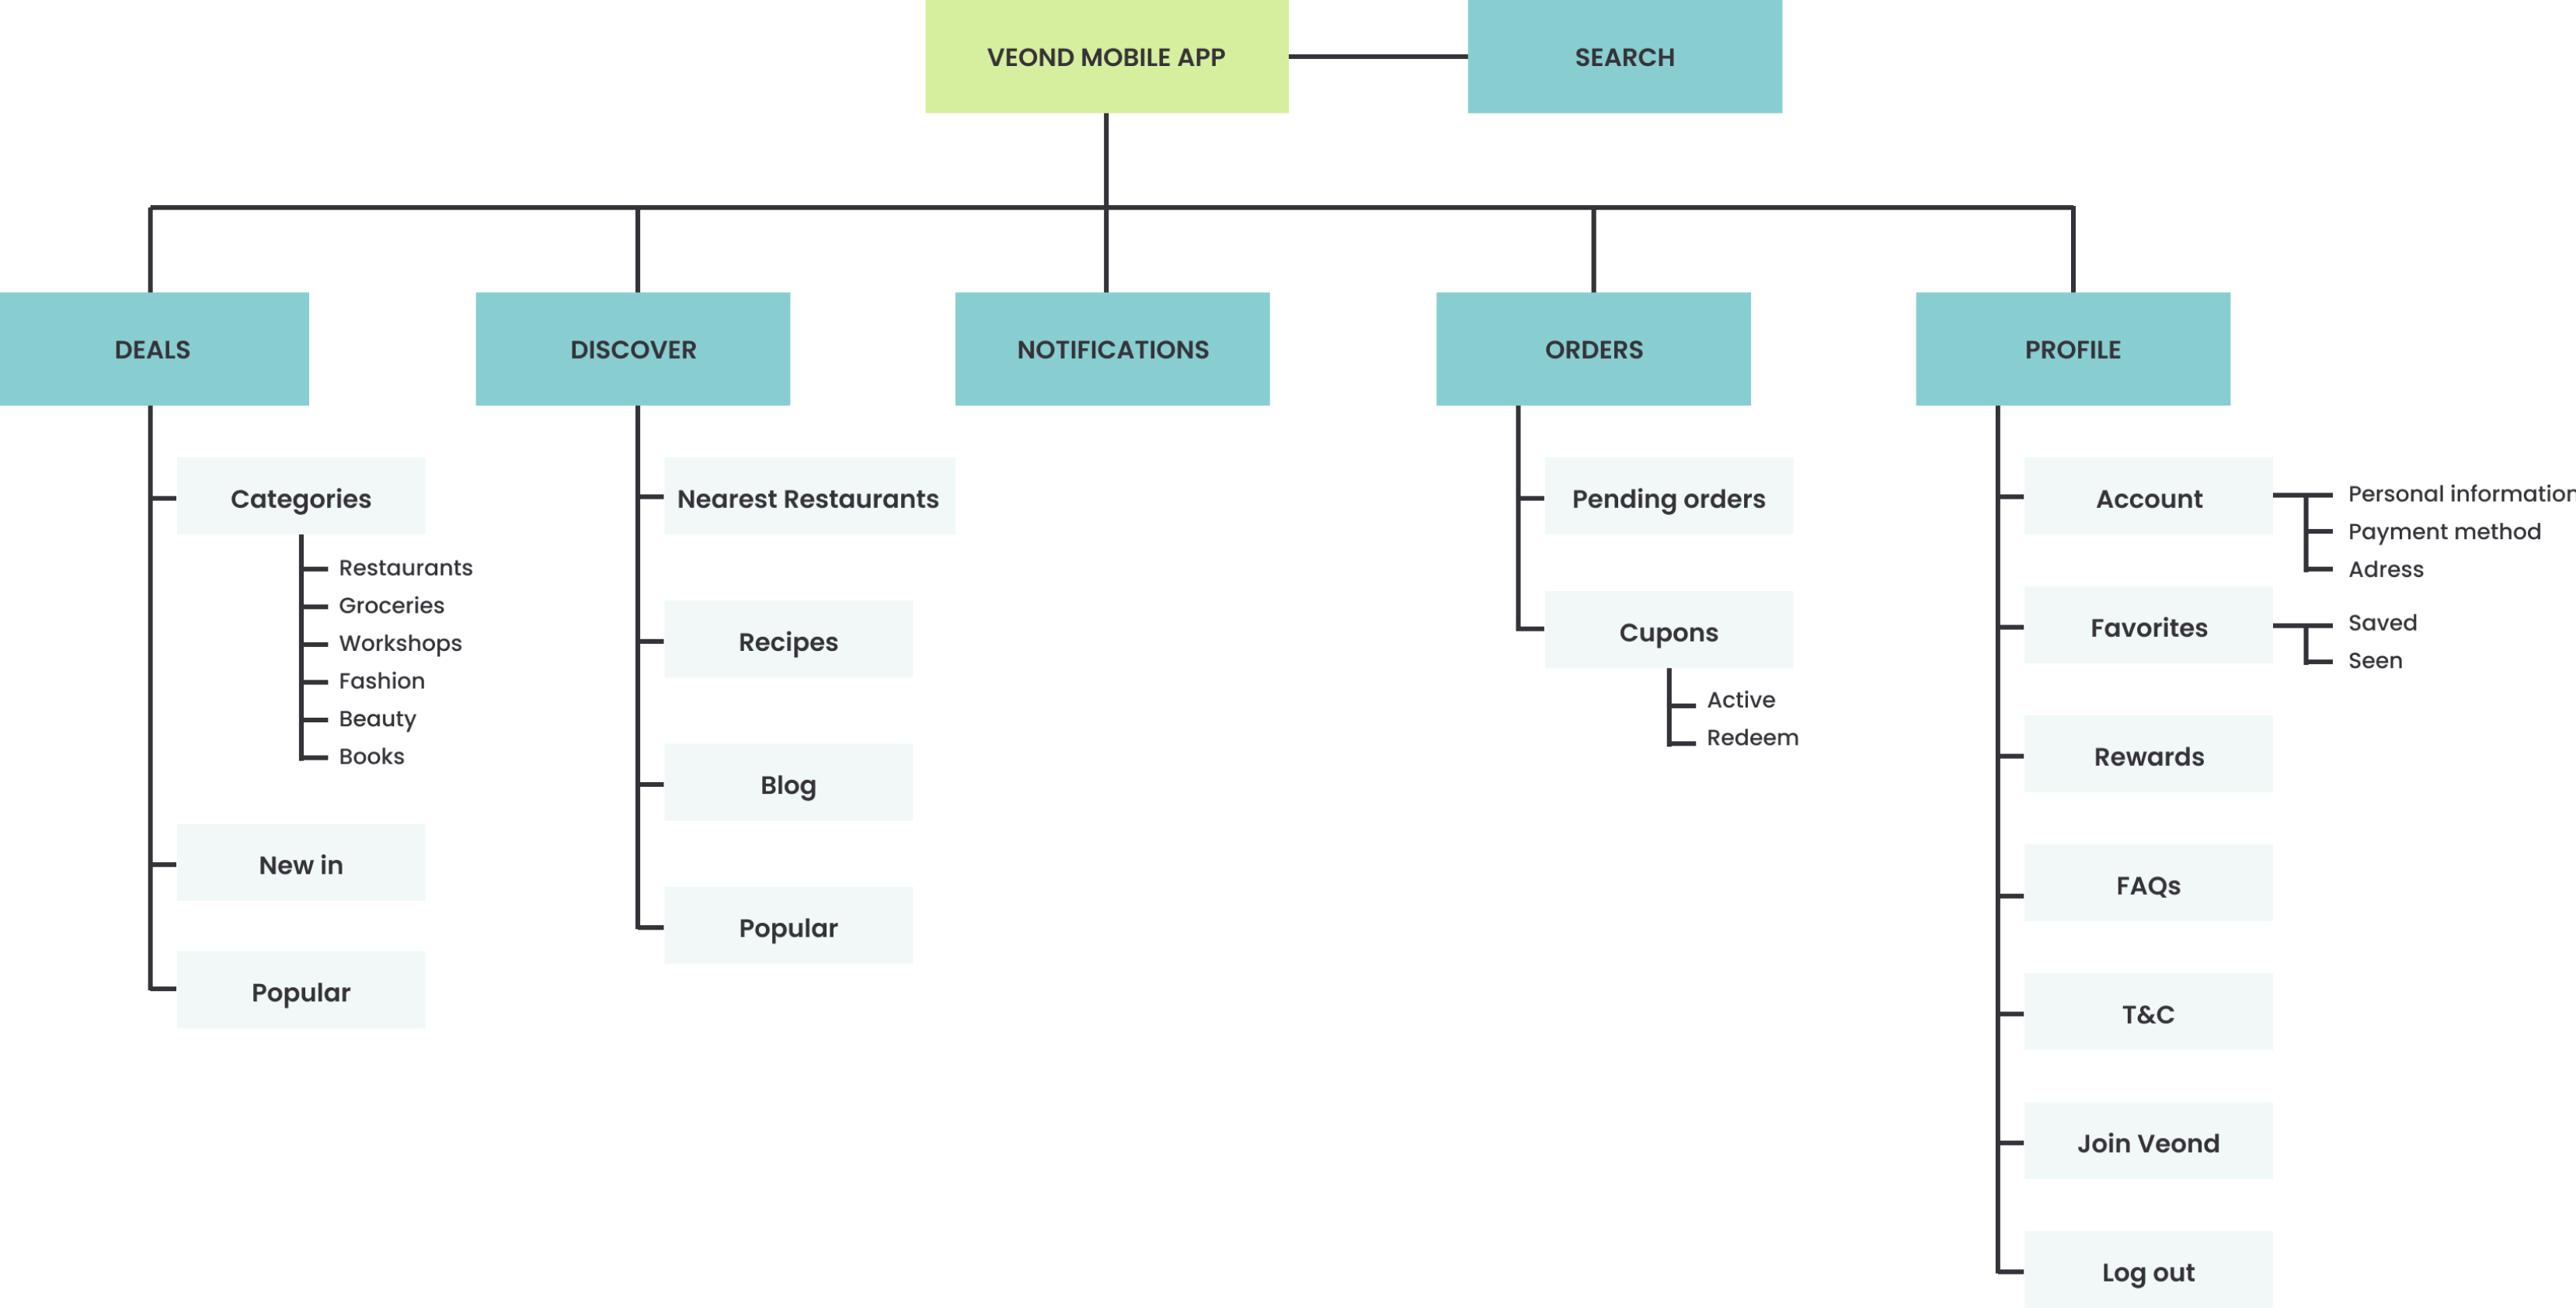 VEOND MOBILE APP
SEARCH
DEALS
DISCOVER
NOTIFICATIONS
ORDERS
PROFILE
Categories
Restaurants
Groceries
Workshops
Fashion
Beauty
Books
New in
Popular
Nearest Restaurants
Recipes
Blog
Popular
Pending orders
Cupons
Active
Redeem
Account
Personal information
Payment method
Adress
Favorites
Saved
Seen
Rewards
FAQs
T&C
Join Veond
Log out